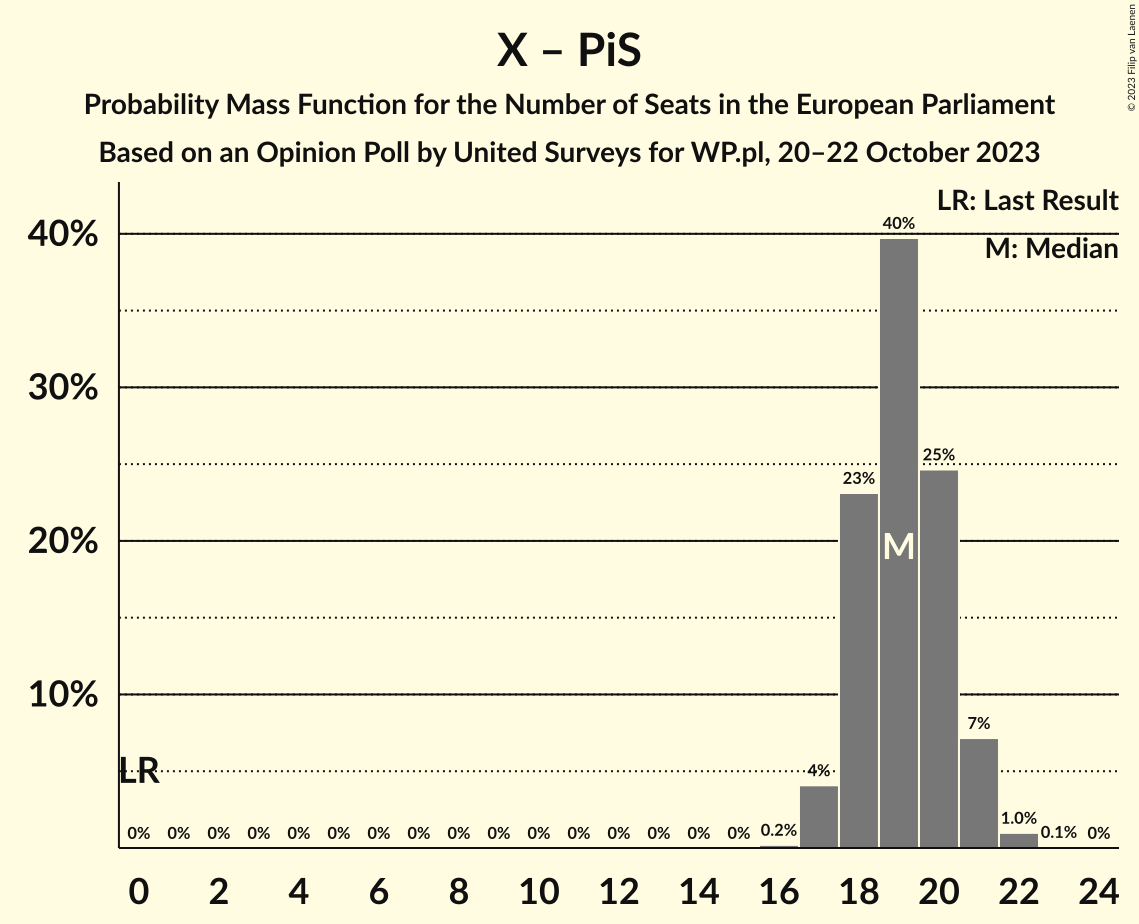 © 2023 Filip van Laenen
X – PiS
Probability Mass Function for the Number of Seats in the European Parliament
Based on an Opinion Poll by United Surveys for WP.pl, 20–22 October 2023
LR: Last Result
M: Median
40%
30%
20%
10%
40%
25%
23%
M
7%
LR
4%
0% 0% 0% 0% 0% 0% 0% 0% 0% 0% 0% 0% 0% 0% 0% 0% 0.2% 1.0% 0.1% 0%
0 2 4 6 8 10 12 14 16 18 20 22 24